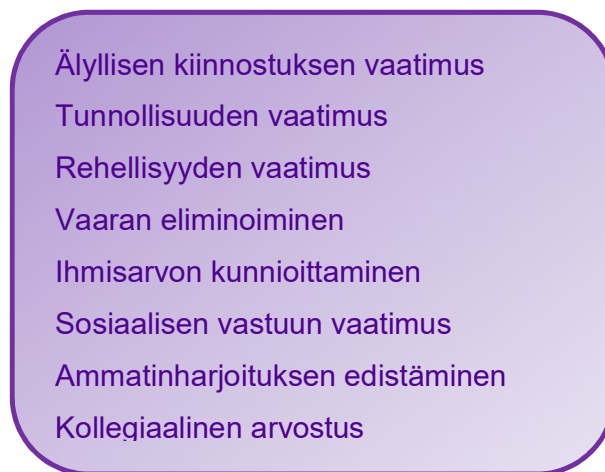 Älyllisen kiinnostuksen vaatimus
Tunnollisuuden vaatimus
Rehellisyyden vaatimus
Vaaran eliminoiminen
Ihmisarvon kunnioittaminen
Sosiaalisen vastuun vaatimus
Ammatinharjoituksen edistäminen
Kollegiaalinen arvostus